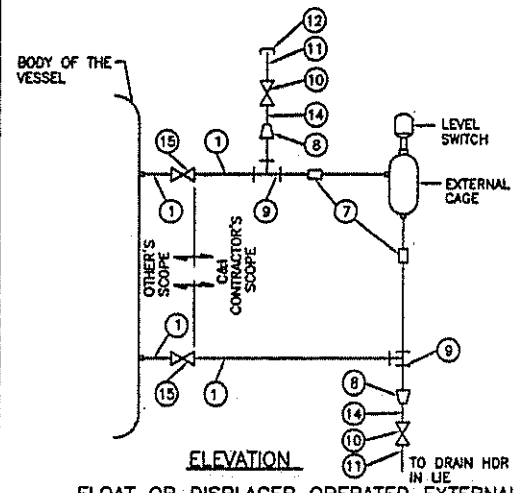 12
11
BODY OF THE
VESSEL
10
14
8
LEVEL
SWITCH
15
1
EXTERNAL
CAGE
1
9
7
OTHER'S
SCOPE
C&I
CONTRACTOR'S
SCOPE
1
15
1
9
8
14
10
11
TO DRAIN HDR
IN LIE
ELEVATION
FLOAT OR DISPLACER OPERATED EXTERNAL